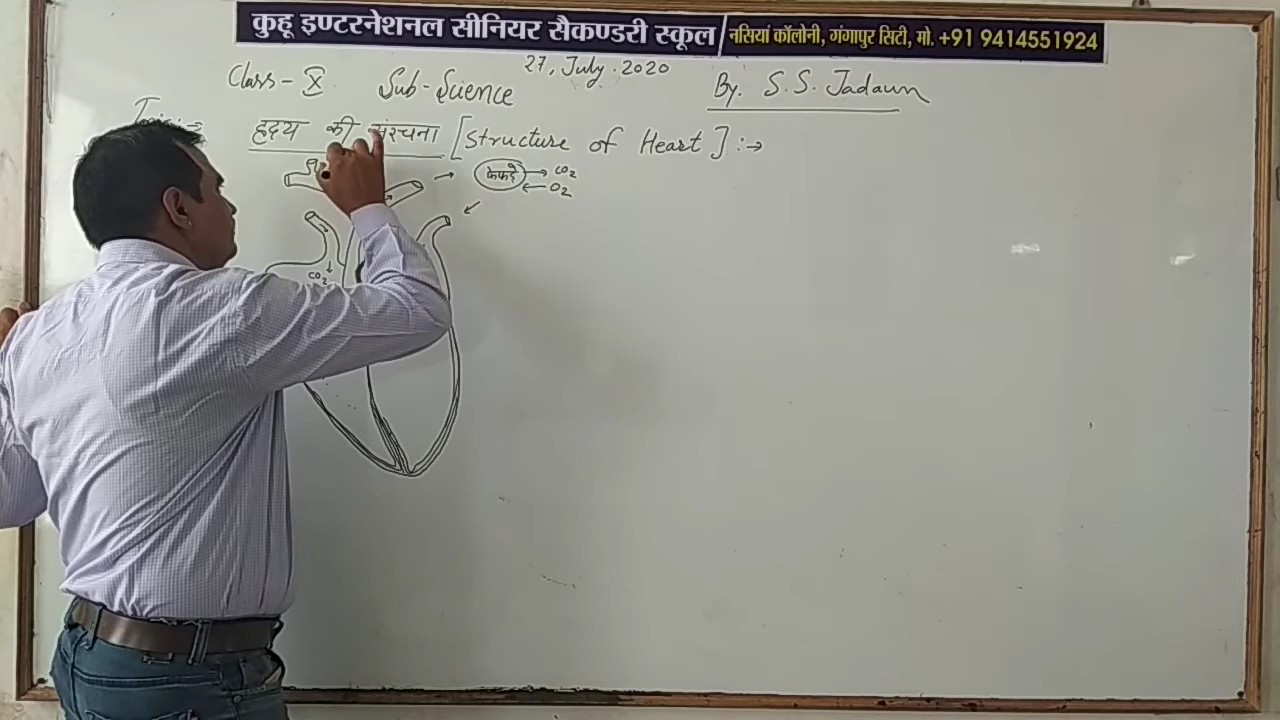 कुहू इण्टरनेशनल सीनियर सैकण्डरी स्कूल नसियां कॉलोनी, गंगापुर सिटी, मो. +91 9414551924
27, July. 2020
Class - X Sub - Science By. S.S. Jadaun
हृदय की संरचना [Structure of Heart] :→
फेफड़े → CO2
← O2
CO2